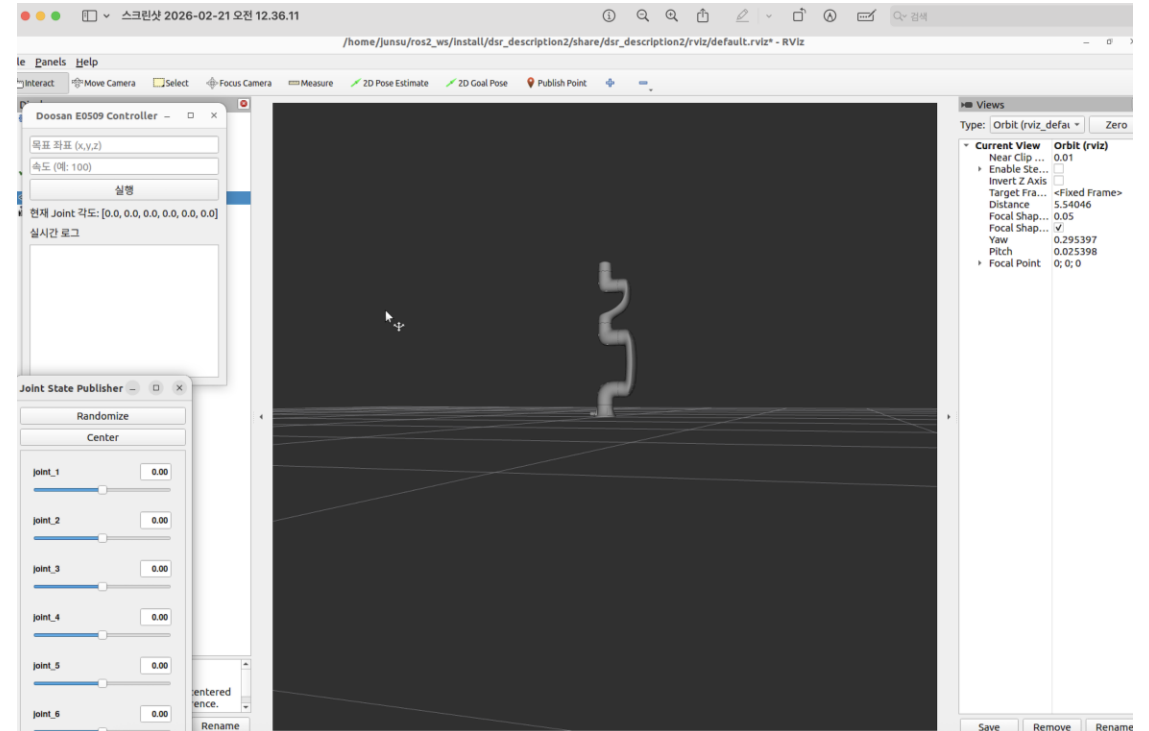 스크린샷 2026-02-21 오전 12.36.11
검색
/home/junsu/ros2_ws/install/dsr_description2/share/dsr_description2/rviz/default.rviz* - RViz
Panels Help
Interact Move Camera Select Focus Camera Measure 2D Pose Estimate 2D Goal Pose Publish Point
Doosan E0509 Controller
목표 좌표 (x,y,z)
속도 (예: 100)
실행
현재 Joint 각도: [0.0, 0.0, 0.0, 0.0, 0.0, 0.0]
실시간 로그
Joint State Publisher
Randomize
Center
joint_1 0.00
joint_2 0.00
joint_3 0.00
joint_4 0.00
joint_5 0.00
joint_6 0.00
Rename
Views
Type: Orbit (rviz_defau Zero
Current View Orbit (rviz)
Near Clip ... 0.01
Enable Ste...
Invert Z Axis
Target Fra... <Fixed Frame>
Distance 5.54046
Focal Shap... 0.05
Focal Shap...
Yaw 0.295397
Pitch 0.025398
Focal Point 0; 0; 0
Save Remove Rename